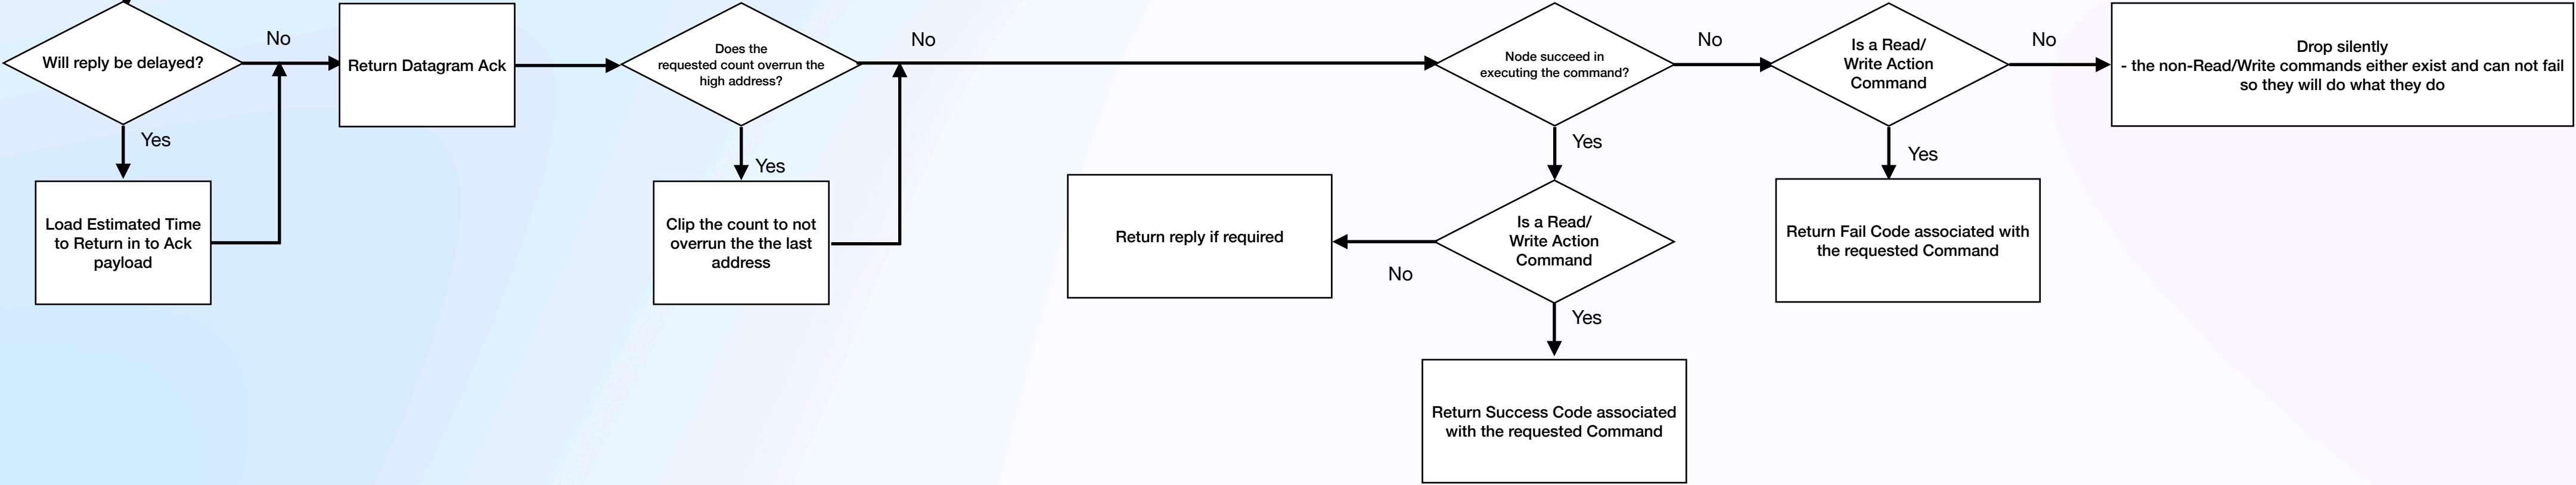 Will reply be delayed?
No
Yes
Load Estimated Time
to Return in to Ack
payload
Return Datagram Ack
Does the
requested count overrun the
high address?
No
Yes
Clip the count to not
overrun the the last
address
Node succeed in
executing the command?
No
Yes
Is a Read/
Write Action
Command
No
Return reply if required
Yes
Return Success Code associated
with the requested Command
Is a Read/
Write Action
Command
No
Yes
Return Fail Code associated with
the requested Command
Drop silently
- the non-Read/Write commands either exist and can not fail
so they will do what they do